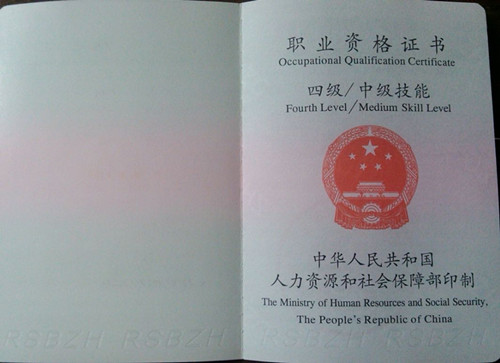 职业资格证书
Occupational Qualification Certificate
四级/中级技能
Fourth Level/Medium Skill Level
中华人民共和国
人力资源和社会保障部印制
The Ministry of Human Resources and Social Security,
The People's Republic of China
RSBZH RSBZH RSBZH